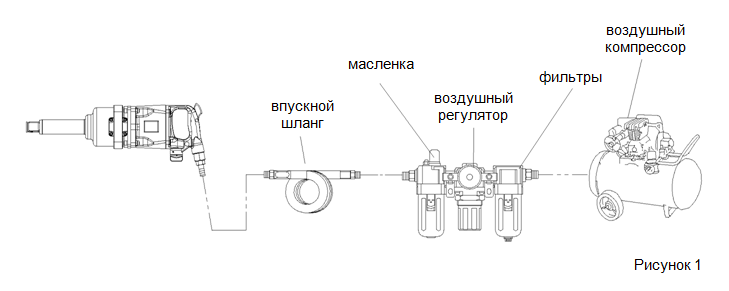 воздушный
компрессор
масленка
фильтры
впускной
шланг
воздушный
регулятор
Рисунок 1